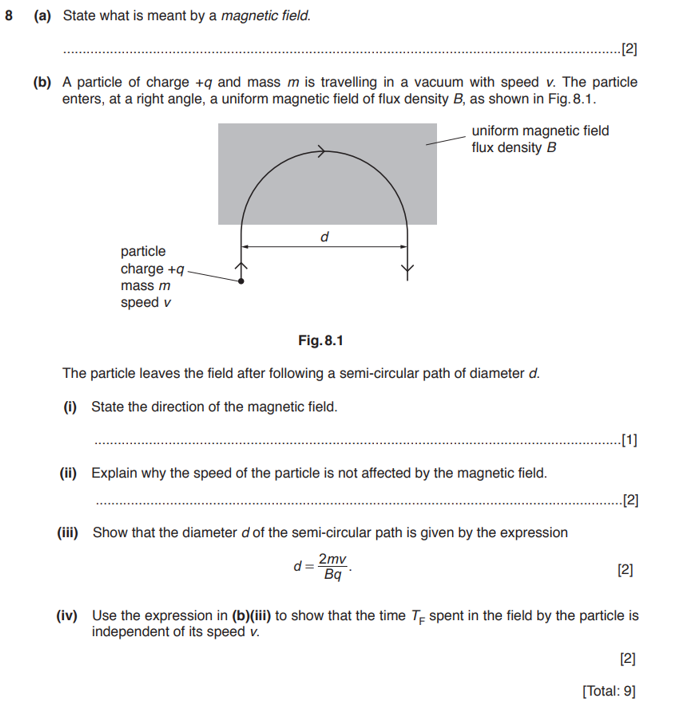 8 (a) State what is meant by a magnetic field.
[2]
(b) A particle of charge +q and mass m is travelling in a vacuum with speed v. The particle
enters, at a right angle, a uniform magnetic field of flux density B, as shown in Fig. 8.1.
uniform magnetic field
flux density B
d
particle
charge +q
mass m
speed v
Fig. 8.1
The particle leaves the field after following a semi-circular path of diameter d.
(i) State the direction of the magnetic field.
[1]
(ii) Explain why the speed of the particle is not affected by the magnetic field.
[2]
(iii) Show that the diameter d of the semi-circular path is given by the expression
d = 2mv / Bq .
[2]
(iv) Use the expression in (b)(iii) to show that the time T_F spent in the field by the particle is
independent of its speed v.
[2]
[Total: 9]